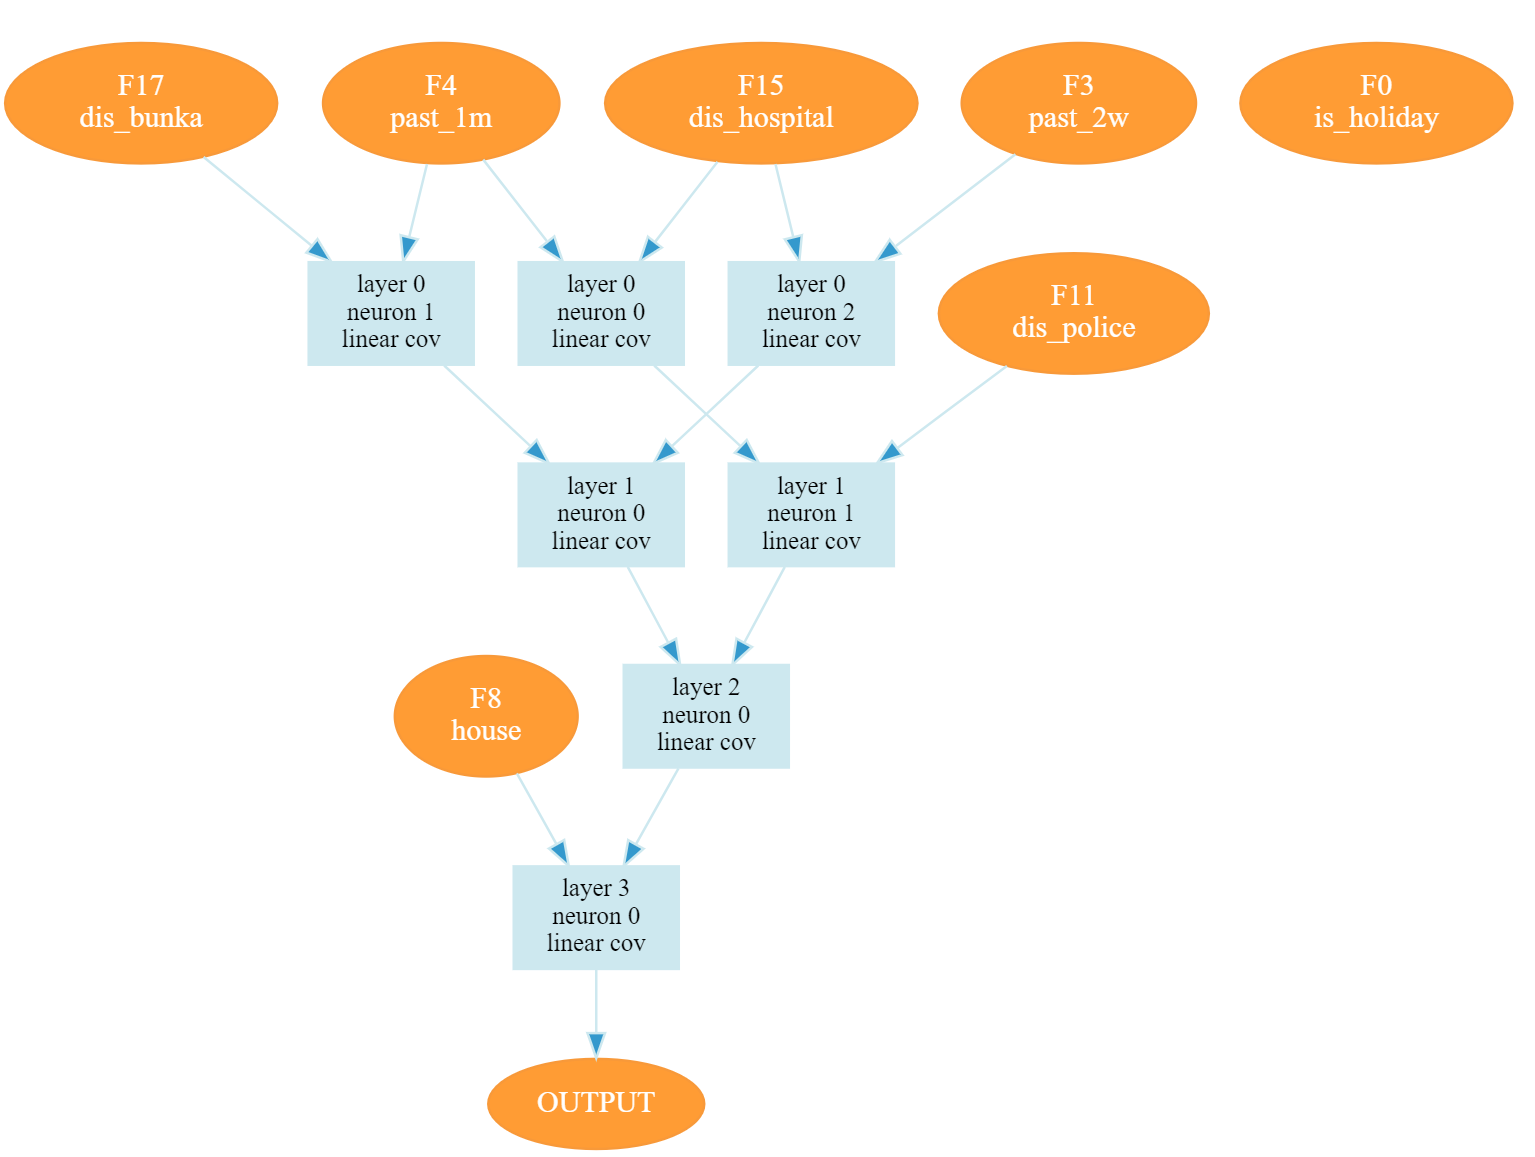 F17
dis_bunka
F4
past_1m
F15
dis_hospital
F3
past_2w
F0
is_holiday
layer 0
neuron 1
linear cov
layer 0
neuron 0
linear cov
layer 0
neuron 2
linear cov
F11
dis_police
layer 1
neuron 0
linear cov
layer 1
neuron 1
linear cov
F8
house
layer 2
neuron 0
linear cov
layer 3
neuron 0
linear cov
OUTPUT